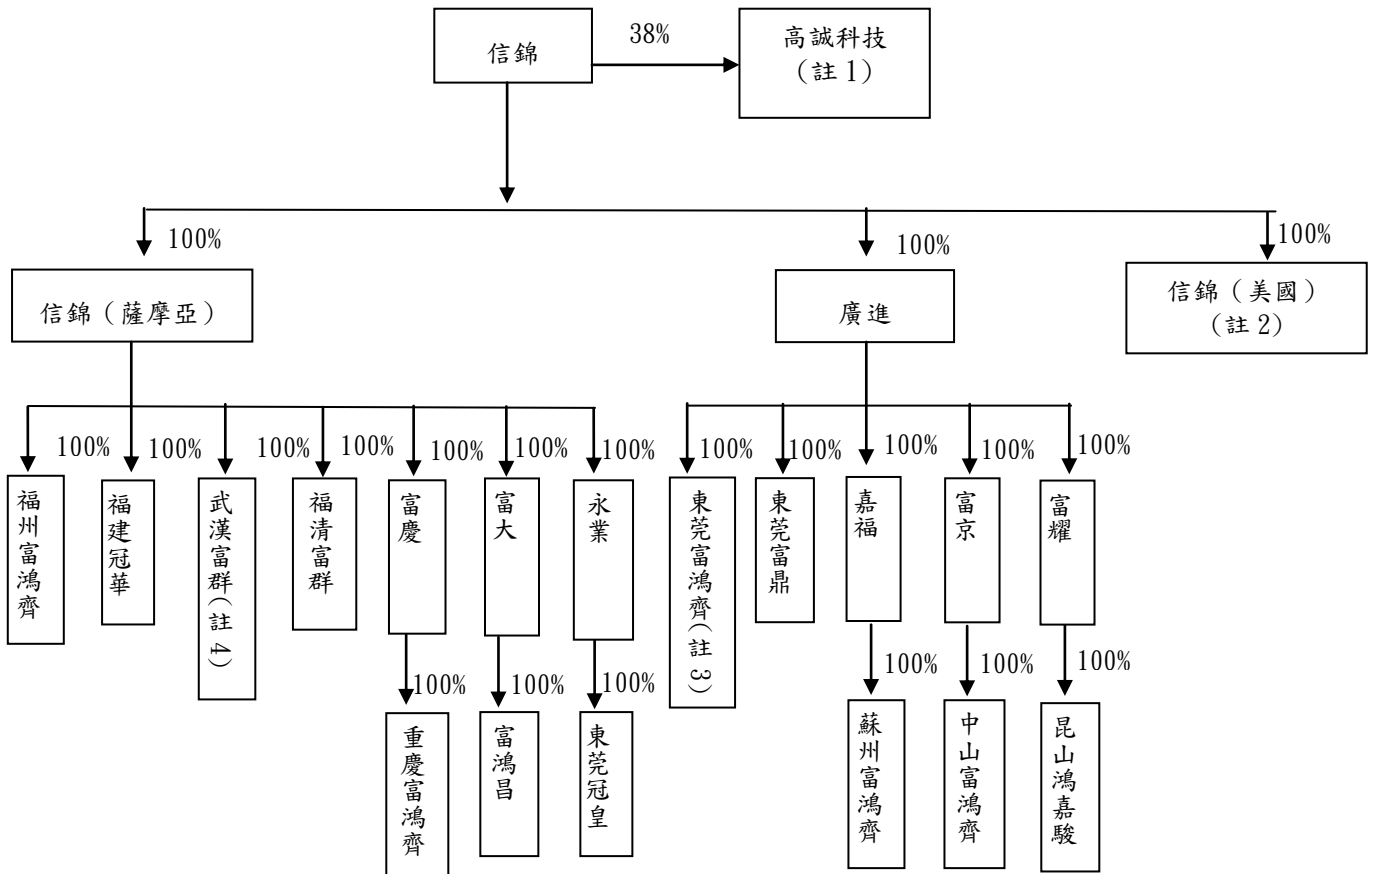 信錦
38%
高誠科技
(註 1)
100%
100%
100%
信錦（薩摩亞）
廣進
信錦（美國）
(註 2)
100%
100%
100%
100%
100%
100%
100%
100%
100%
100%
100%
100%
福州富鴻齊
福建冠華
武漢富群(註 4)
福清富群
富慶
富大
永業
東莞富鴻齊(註 3)
東莞富鼎
嘉福
富京
富耀
100%
100%
100%
100%
100%
100%
重慶富鴻齊
富鴻昌
東莞冠皇
蘇州富鴻齊
中山富鴻齊
昆山鴻嘉駿